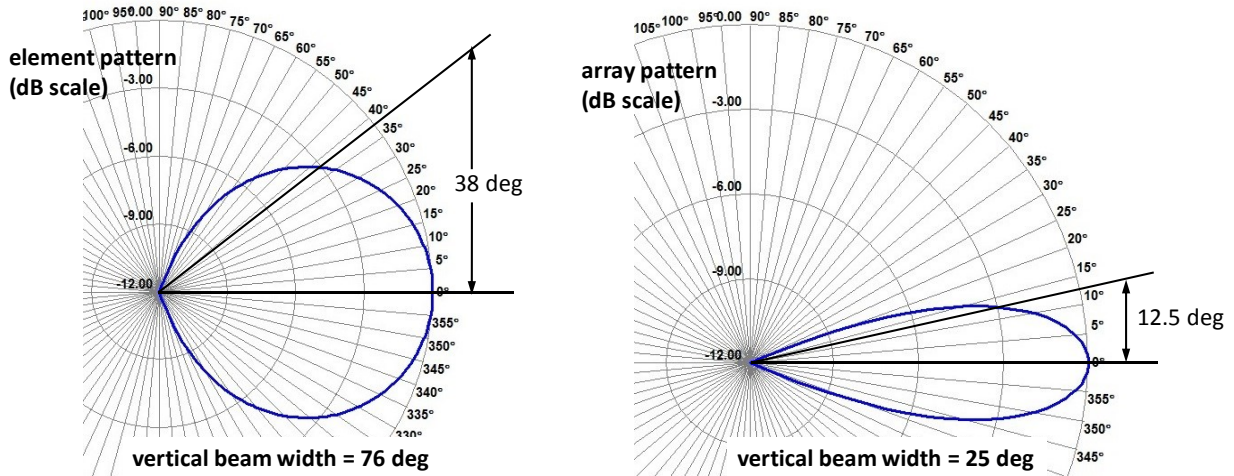 100° 95° 0.00 90° 85° 80° 75° 70° 65° 60° 55° 50° 45° 40° 35° 30° 25° 20° 15° 10° 5° 0° 355° 350° 345° 340° 335° 330°
element pattern
(dB scale)
-3.00
-6.00
-9.00
-12.00
38 deg
vertical beam width = 76 deg
105° 100° 95° 0.00 90° 85° 80° 75° 70° 65° 60° 55° 50° 45° 40° 35° 30° 25° 20° 15° 10° 5° 0° 355° 350° 345°
array pattern
(dB scale)
-3.00
-6.00
-9.00
-12.00
12.5 deg
vertical beam width = 25 deg